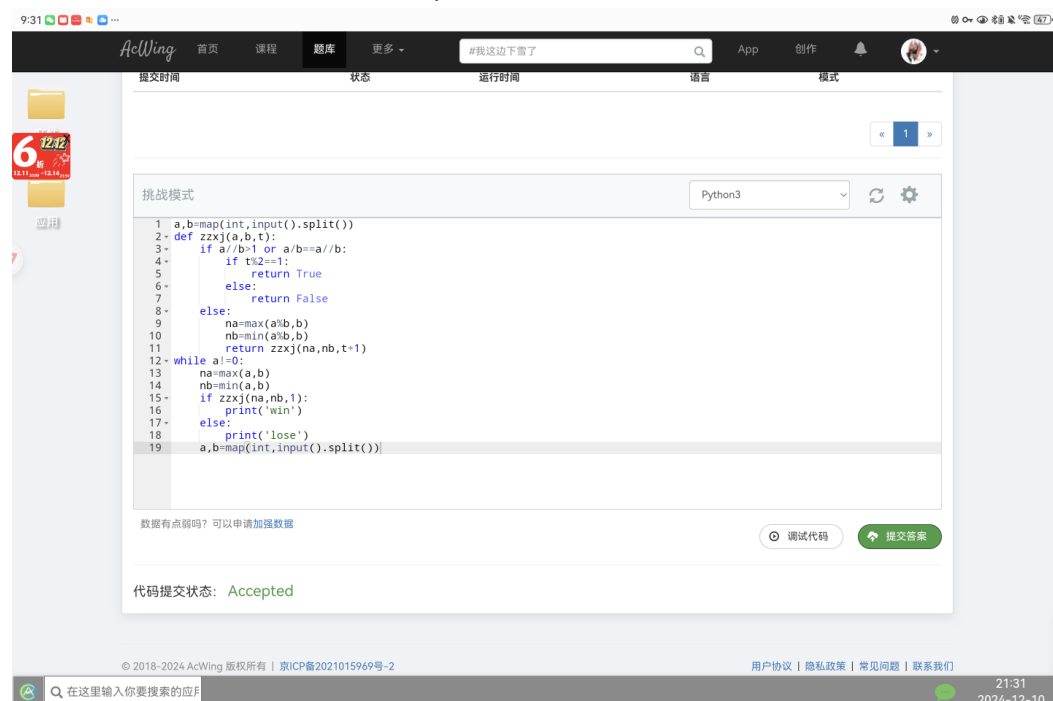 9:31
47
AcWing 首页 课程 题库 更多 #我这边下雪了 App 创作
提交时间 状态 运行时间 语言 模式
« 1 »
12.12
6折
应用
挑战模式 Python3
1 a,b=map(int,input().split())
2 def zzxj(a,b,t):
3     if a//b>1 or a/b==a//b:
4         if t%2==1:
5             return True
6         else:
7             return False
8     else:
9         na=max(a%b,b)
10         nb=min(a%b,b)
11         return zzxj(na,nb,t+1)
12 while a!=0:
13     na=max(a,b)
14     nb=min(a,b)
15     if zzxj(na,nb,1):
16         print('win')
17     else:
18         print('lose')
19     a,b=map(int,input().split())
数据有点弱吗？可以申请加强数据
调试代码 提交答案
代码提交状态： Accepted
© 2018-2024 AcWing 版权所有 | 京ICP备2021015969号-2
用户协议 | 隐私政策 | 常见问题 | 联系我们
在这里输入你要搜索的应用
21:31
2024-12-10